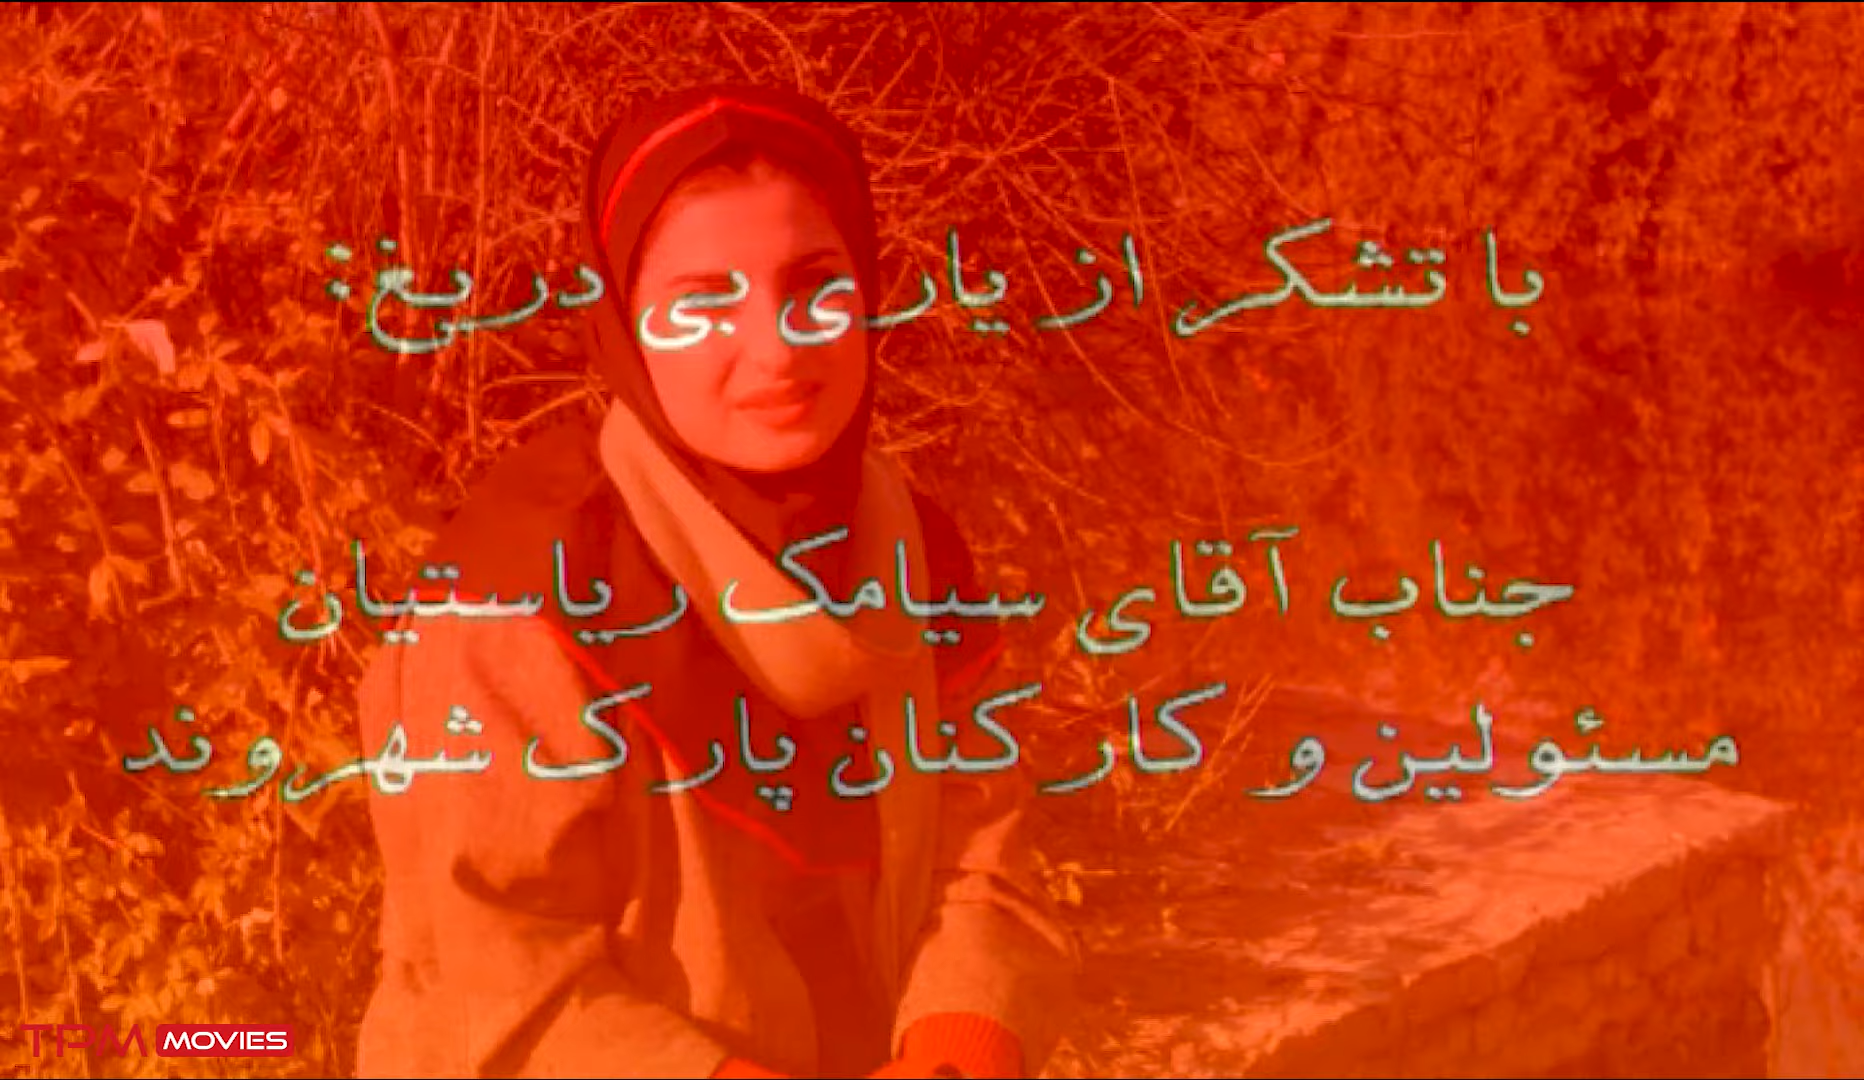 با تشکر از یاری بی دریغ:
جناب آقای سیامک ریاستیان
مسئولین و کارکنان پارک شهروند
TPM MOVIES